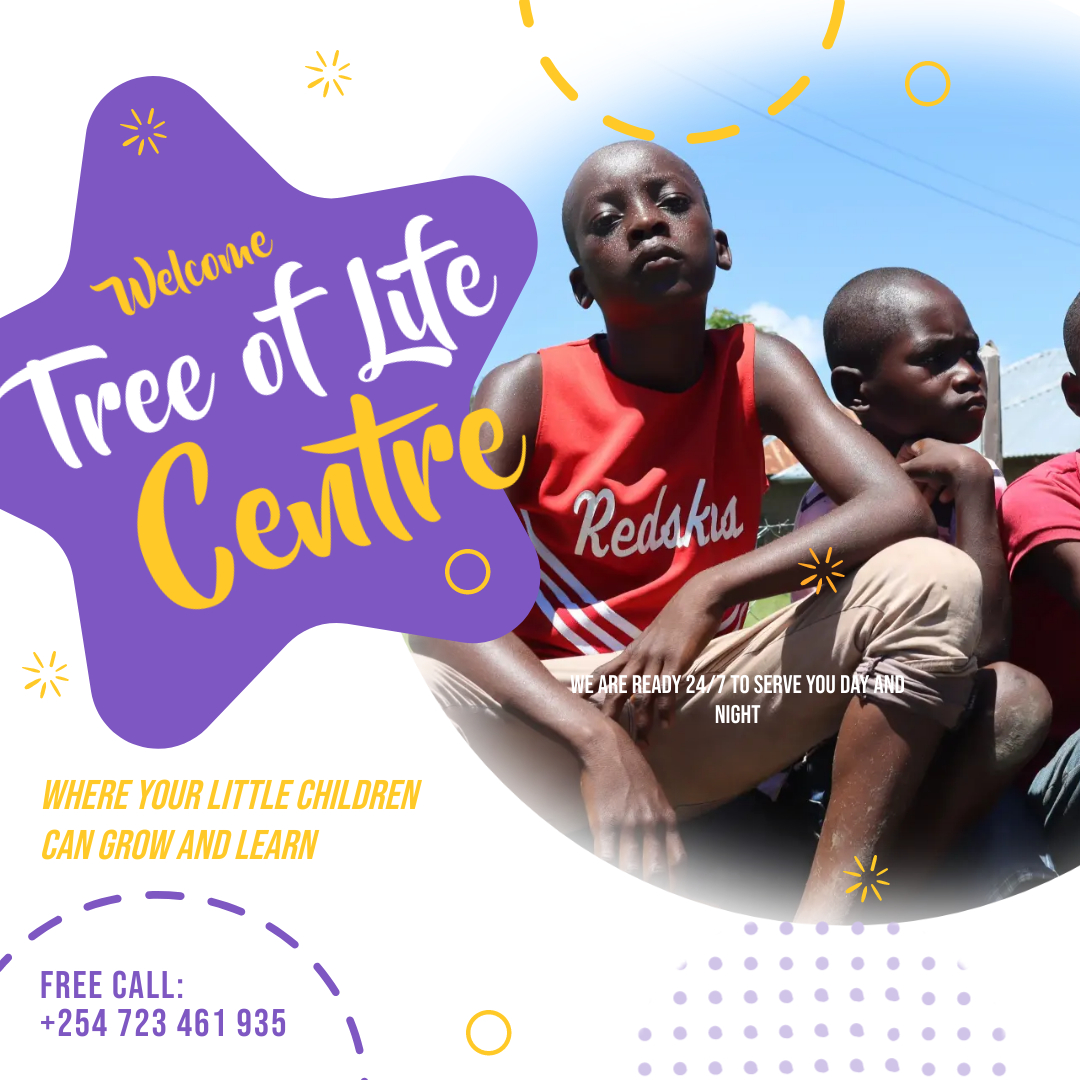 Welcome
Tree of Life
Centre
Redskıs
WE ARE READY 24/7 TO SERVE YOU DAY AND
NIGHT
WHERE YOUR LITTLE CHILDREN
CAN GROW AND LEARN
FREE CALL:
+254 723 461 935